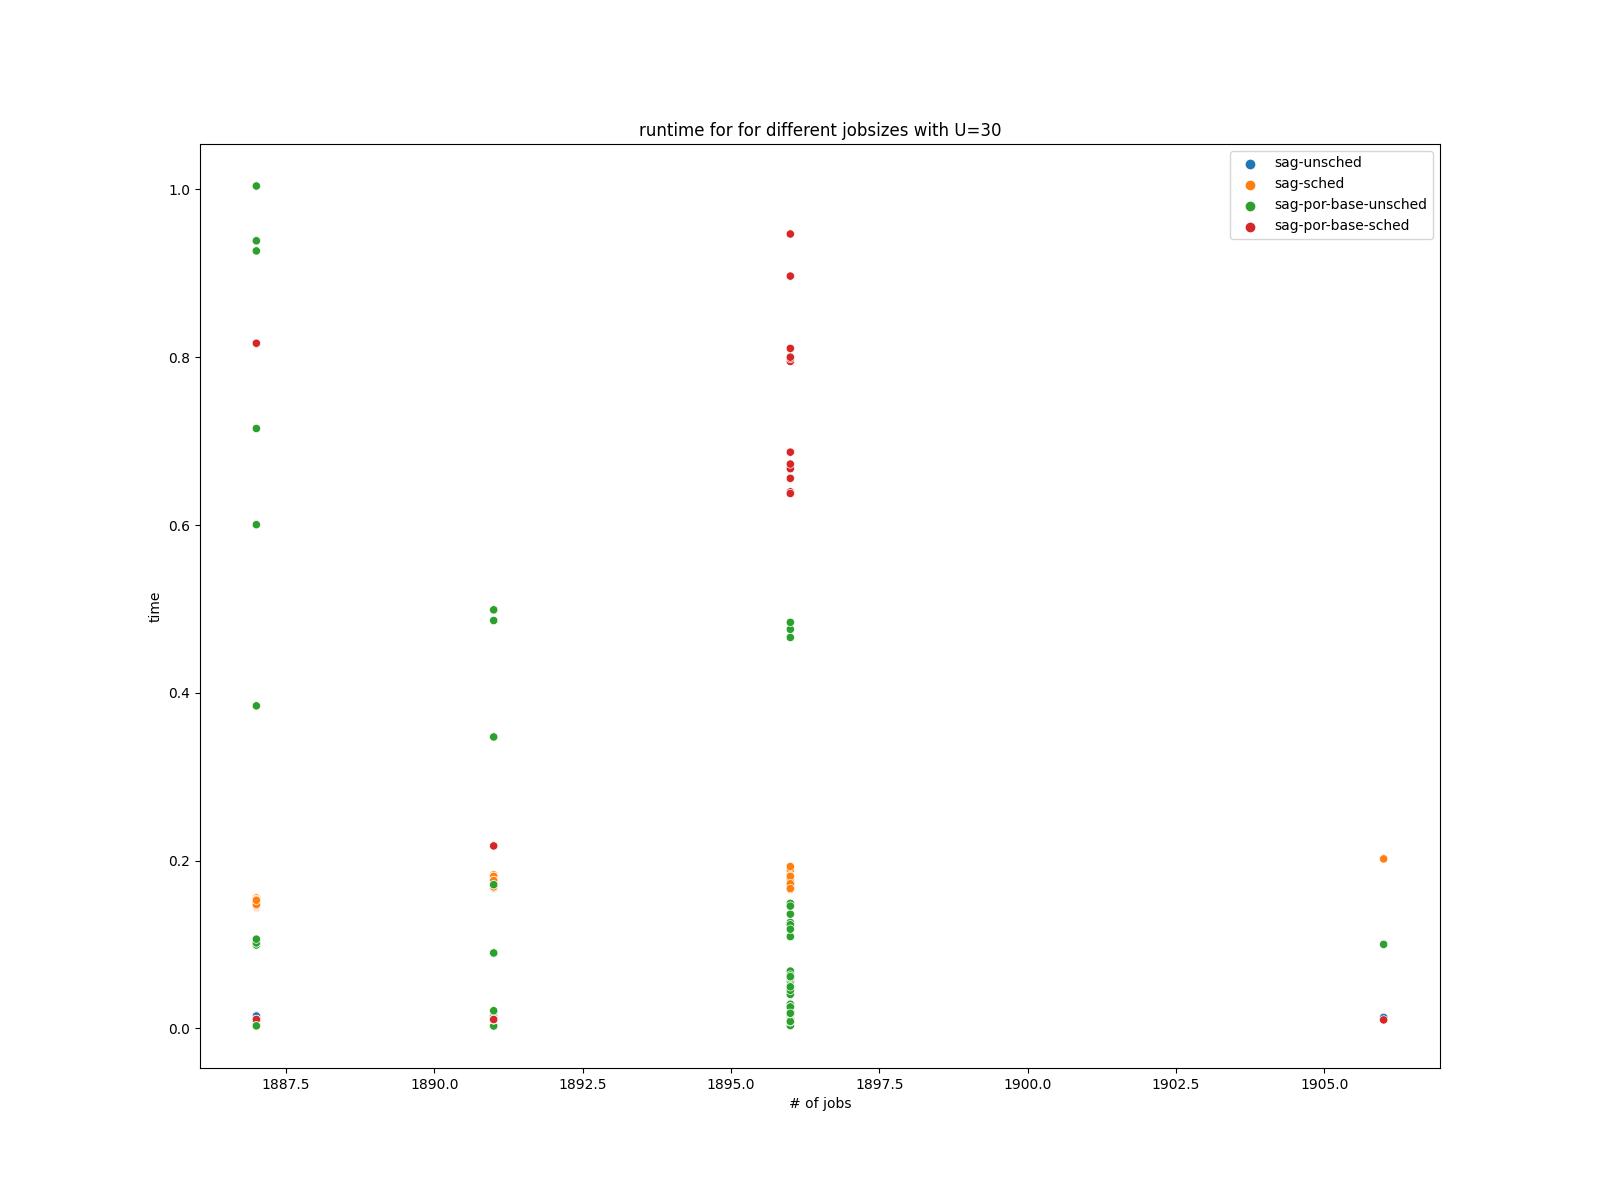 runtime for for different jobsizes with U=30
sag-unsched
sag-sched
sag-por-base-unsched
sag-por-base-sched
1.0
0.8
0.6
0.4
0.2
0.0
time
1887.5 1890.0 1892.5 1895.0 1897.5 1900.0 1902.5 1905.0
# of jobs